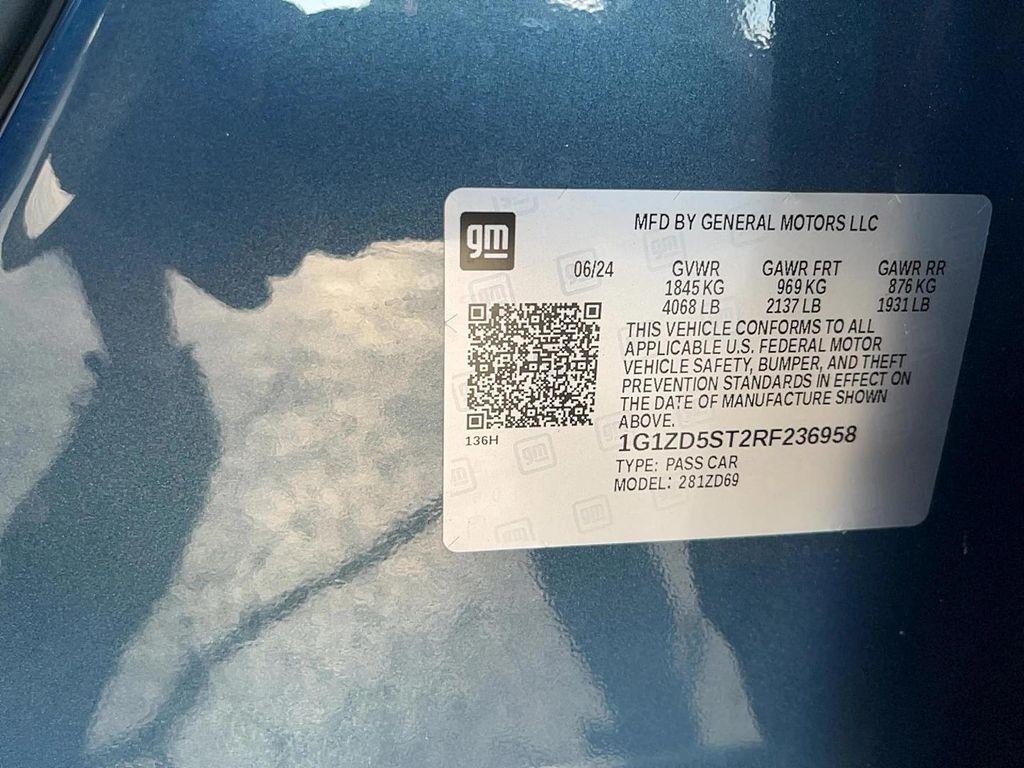 gm
MFD BY GENERAL MOTORS LLC
06/24 GVWR GAWR FRT GAWR RR
1845 KG 969 KG 876 KG
4068 LB 2137 LB 1931 LB
THIS VEHICLE CONFORMS TO ALL
APPLICABLE U.S. FEDERAL MOTOR
VEHICLE SAFETY, BUMPER, AND THEFT
PREVENTION STANDARDS IN EFFECT ON
THE DATE OF MANUFACTURE SHOWN
ABOVE.
136H
1G1ZD5ST2RF236958
TYPE: PASS CAR
MODEL: 281ZD69